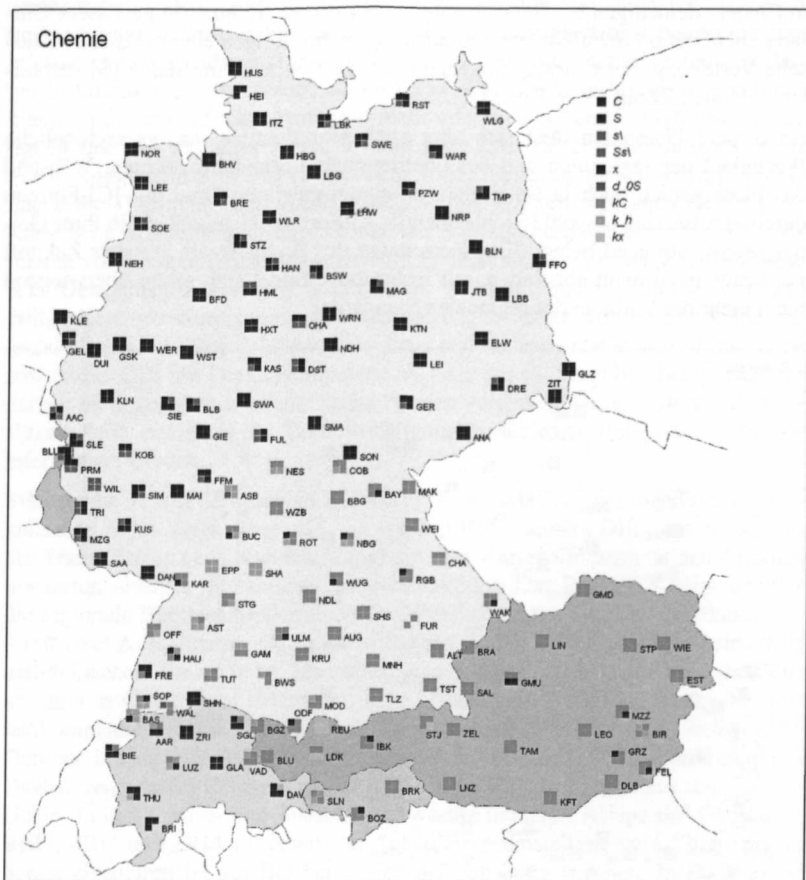 Chemie
HUS
HEI
ITZ
LBK
RST
WLG
C
S
s\
Ss\
x
d_0S
kC
k_h
kx
NOR
BHV
HBG
SWE
WAR
LEE
LBG
BRE
PZW
TMP
SOE
WLR
NRP
STZ
NEH
HAN
BSW
BLN
FFO
BFD
HML
MAG
JTB
LBB
KLE
HXT
OHA
WRN
KTN
GEL
DUI
GSK
WER
WST
NDH
ELW
KAS
DST
LEI
GLZ
KLN
SIE
BLB
SWA
GER
DRE
ZIT
AAC
SLE
KOB
GIE
FUL
SMA
ANA
BLL
PRM
SON
WIL
FFM
NES
COB
TRI
SIM
MAI
ASB
WZB
BBG
BAY
MAK
MZG
KUS
BUC
ROT
NBG
WEI
SAA
DAN
KAR
EPP
SHA
WUG
RGB
CHA
STG
NDL
WAK
GMD
OFF
AST
ULM
AUG
SHS
FUR
HAU
GAM
KRU
MNH
AET
BRA
LIN
STP
WIE
FRE
TUT
BWS
TLZ
TST
SAL
GMU
EST
SOP
WAL
SHN
MOD
BAS
ODF
REU
STJ
ZEL
MZZ
AAR
ZRI
SGL
BGZ
IBK
LEO
BIR
BIE
LUZ
GLA
VAD
BLU
LDK
TAM
GRZ
THU
DAV
SLN
BRK
LNZ
DLB
FEL
BRI
BOZ
KFT